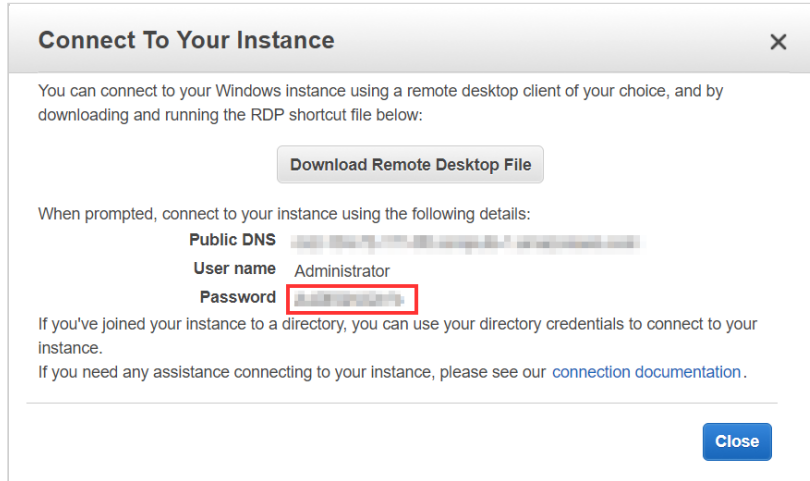 Connect To Your Instance
You can connect to your Windows instance using a remote desktop client of your choice, and by
downloading and running the RDP shortcut file below:
Download Remote Desktop File
When prompted, connect to your instance using the following details:
Public DNS
User name Administrator
Password
If you've joined your instance to a directory, you can use your directory credentials to connect to your
instance.
If you need any assistance connecting to your instance, please see our connection documentation.
Close